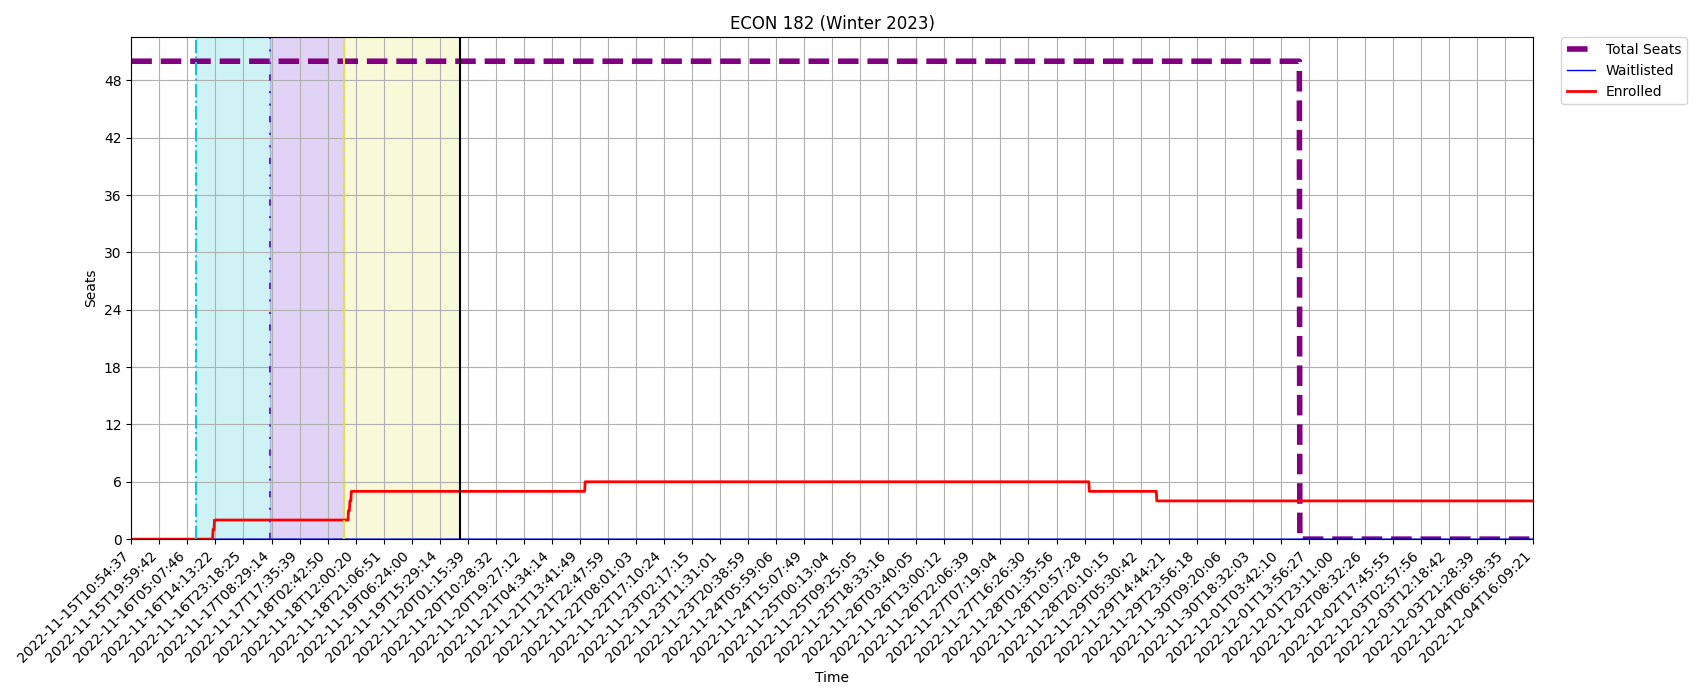 ECON 182 (Winter 2023)
Total Seats
Waitlisted
Enrolled
Seats
48
42
36
30
24
18
12
6
0
2022-11-15T10:54:37
2022-11-15T19:59:42
2022-11-16T05:07:46
2022-11-16T14:13:22
2022-11-16T23:18:25
2022-11-17T08:29:14
2022-11-17T17:35:39
2022-11-18T02:42:50
2022-11-18T12:00:20
2022-11-18T21:06:51
2022-11-19T06:24:00
2022-11-19T15:29:14
2022-11-20T01:15:39
2022-11-20T10:28:32
2022-11-20T19:27:12
2022-11-21T04:34:14
2022-11-21T13:41:49
2022-11-21T22:47:59
2022-11-22T08:01:03
2022-11-22T17:10:24
2022-11-23T02:17:15
2022-11-23T11:31:01
2022-11-23T20:38:59
2022-11-24T05:59:06
2022-11-24T15:07:49
2022-11-25T00:13:04
2022-11-25T09:25:05
2022-11-25T18:33:16
2022-11-26T03:40:05
2022-11-26T13:00:12
2022-11-26T22:06:39
2022-11-27T07:19:04
2022-11-27T16:26:30
2022-11-28T01:35:56
2022-11-28T10:57:28
2022-11-28T20:10:15
2022-11-29T05:30:42
2022-11-29T14:44:21
2022-11-29T23:56:18
2022-11-30T09:20:06
2022-11-30T18:32:03
2022-12-01T03:42:10
2022-12-01T13:56:27
2022-12-01T23:11:00
2022-12-02T08:32:26
2022-12-02T17:45:55
2022-12-03T02:57:56
2022-12-03T12:18:42
2022-12-03T21:28:39
2022-12-04T06:58:35
2022-12-04T16:09:21
Time